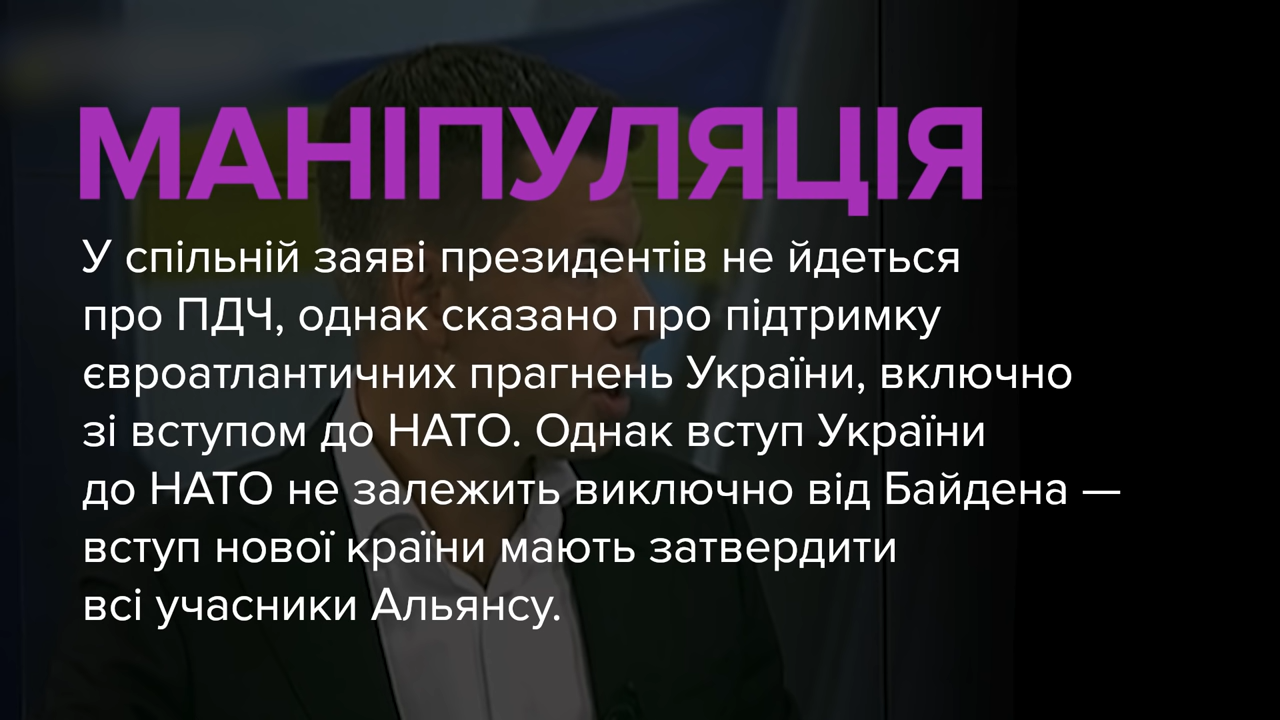 МАНІПУЛЯЦІЯ
У спільній заяві президентів не йдеться
про ПДЧ, однак сказано про підтримку
євроатлантичних прагнень України, включно
зі вступом до НАТО. Однак вступ України
до НАТО не залежить виключно від Байдена —
вступ нової країни мають затвердити
всі учасники Альянсу.